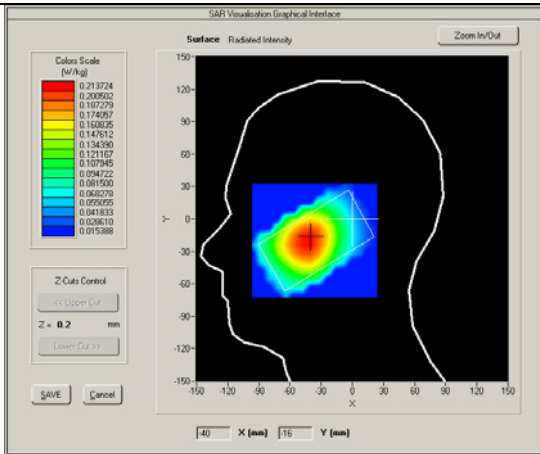 SAR Visualisation Graphical Interface
Surface Radiated Intensity
Zoom In/Out
Colors Scale
(W/kg)
0.213724
0.200502
0.187279
0.174057
0.160835
0.147612
0.134390
0.121167
0.107945
0.094722
0.081500
0.068278
0.055055
0.041833
0.028610
0.015388
Z Cuts Control
<< Upper Cut
Z = 0.2 mm
Lower Cut >>
SAVE Cancel
150
120
90
60
30
0
-30
-60
-90
-120
-150
Y
-150 -120 -90 -60 -30 0 30 60 90 120 150
X
-40 X (mm) -16 Y (mm)